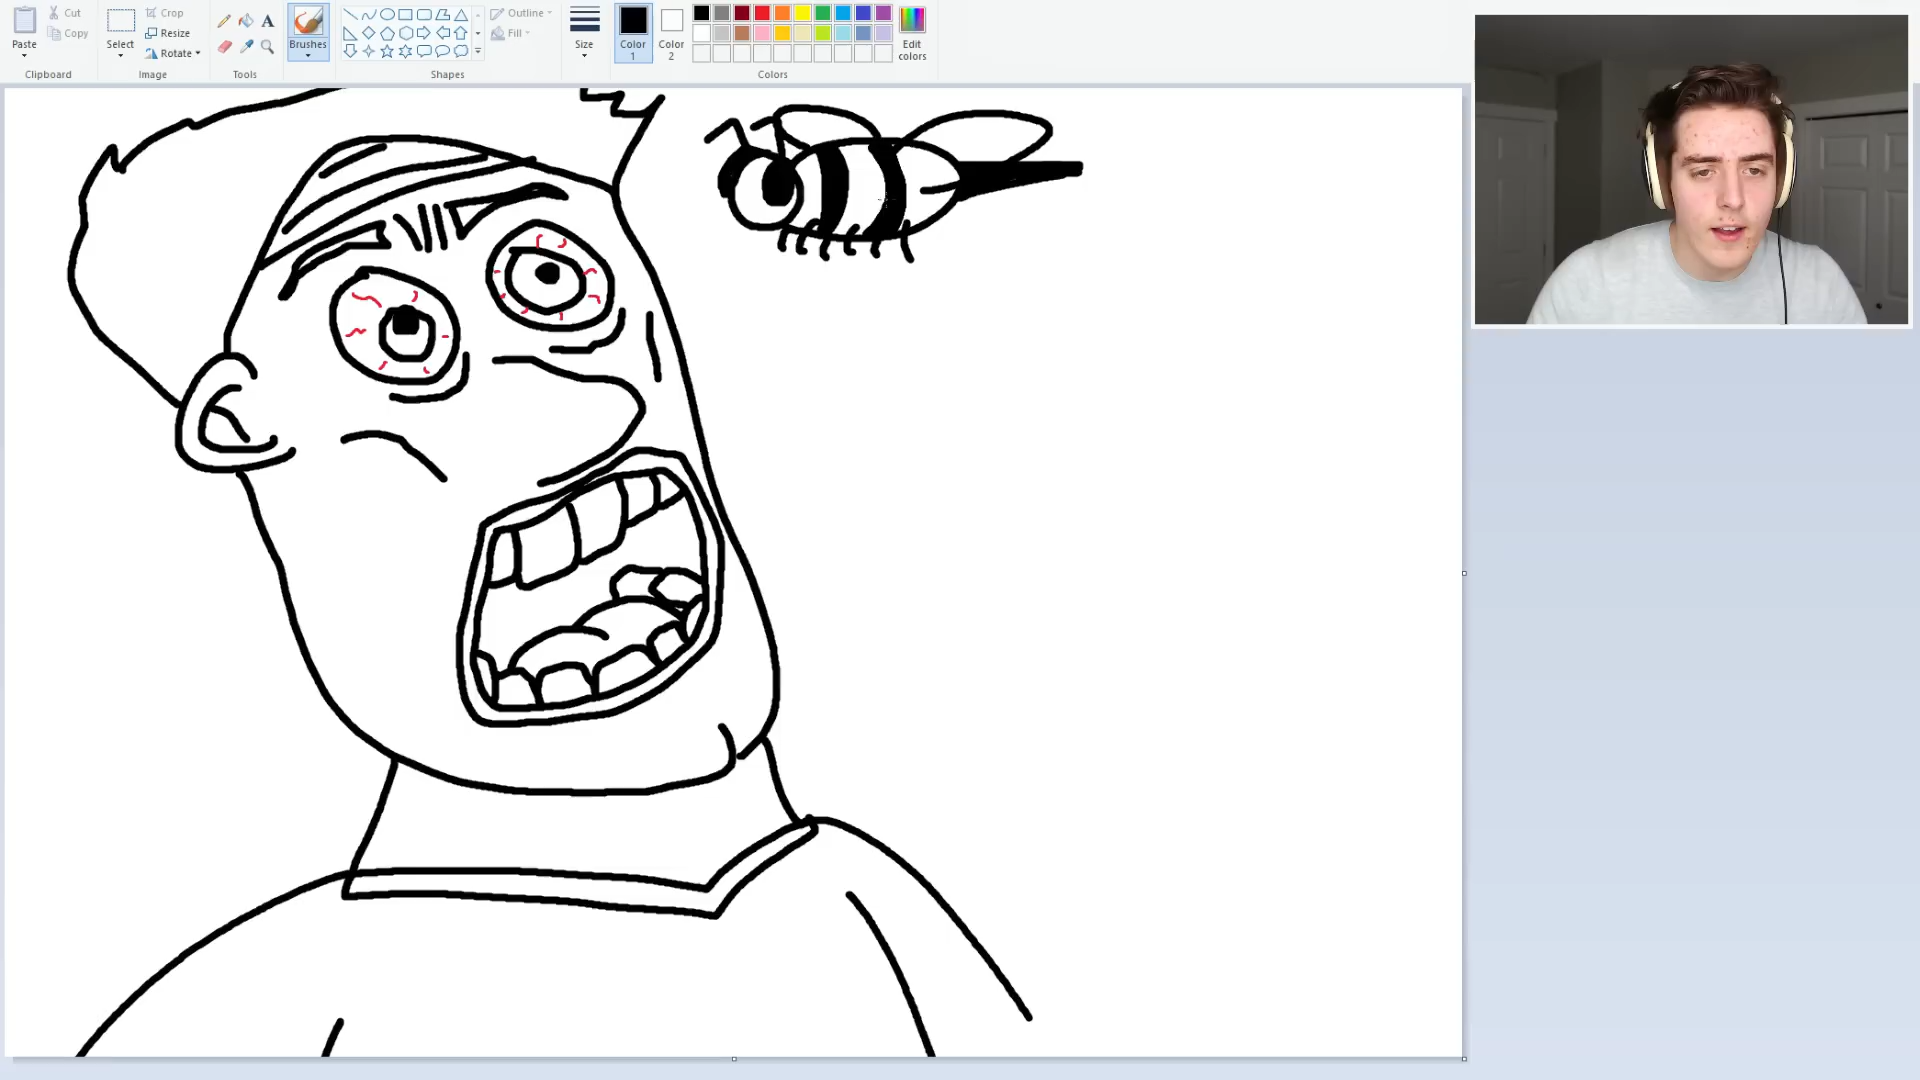 Paste
Cut
Copy
Clipboard
Select
Crop
Resize
Rotate
Image
A
Tools
Brushes
Shapes
Outline
Fill
Size
Color
1
Color
2
Edit
colors
Colors